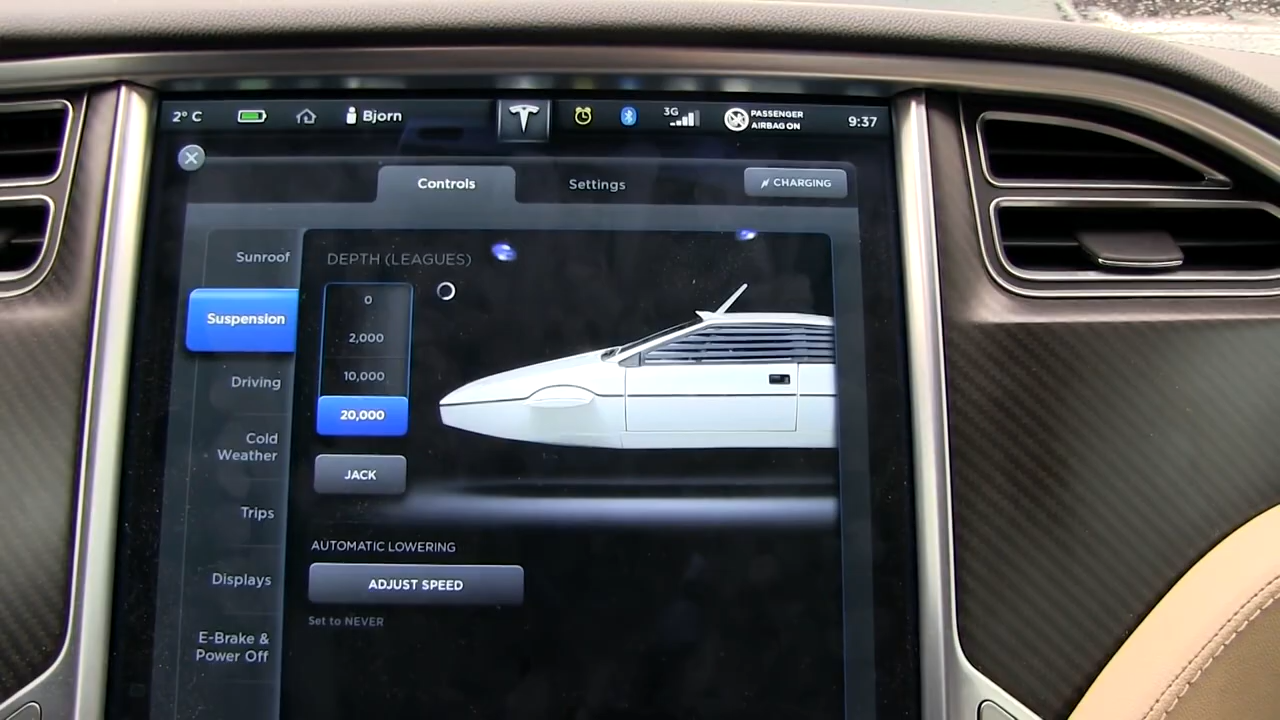 2° C
Bjorn
3G
PASSENGER
AIRBAG ON
9:37
Controls
Settings
CHARGING
Sunroof
Suspension
Driving
Cold
Weather
Trips
Displays
E-Brake &
Power Off
DEPTH (LEAGUES)
0
2,000
10,000
20,000
JACK
AUTOMATIC LOWERING
ADJUST SPEED
Set to NEVER